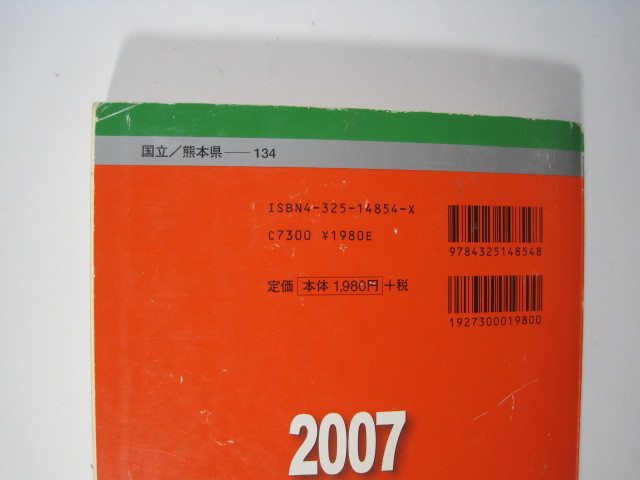 国立／熊本県——134
ISBN4-325-14854-X
C7300 ¥1980E
定価 本体 1,980円 +税
9784325148548
1927300019800
2007